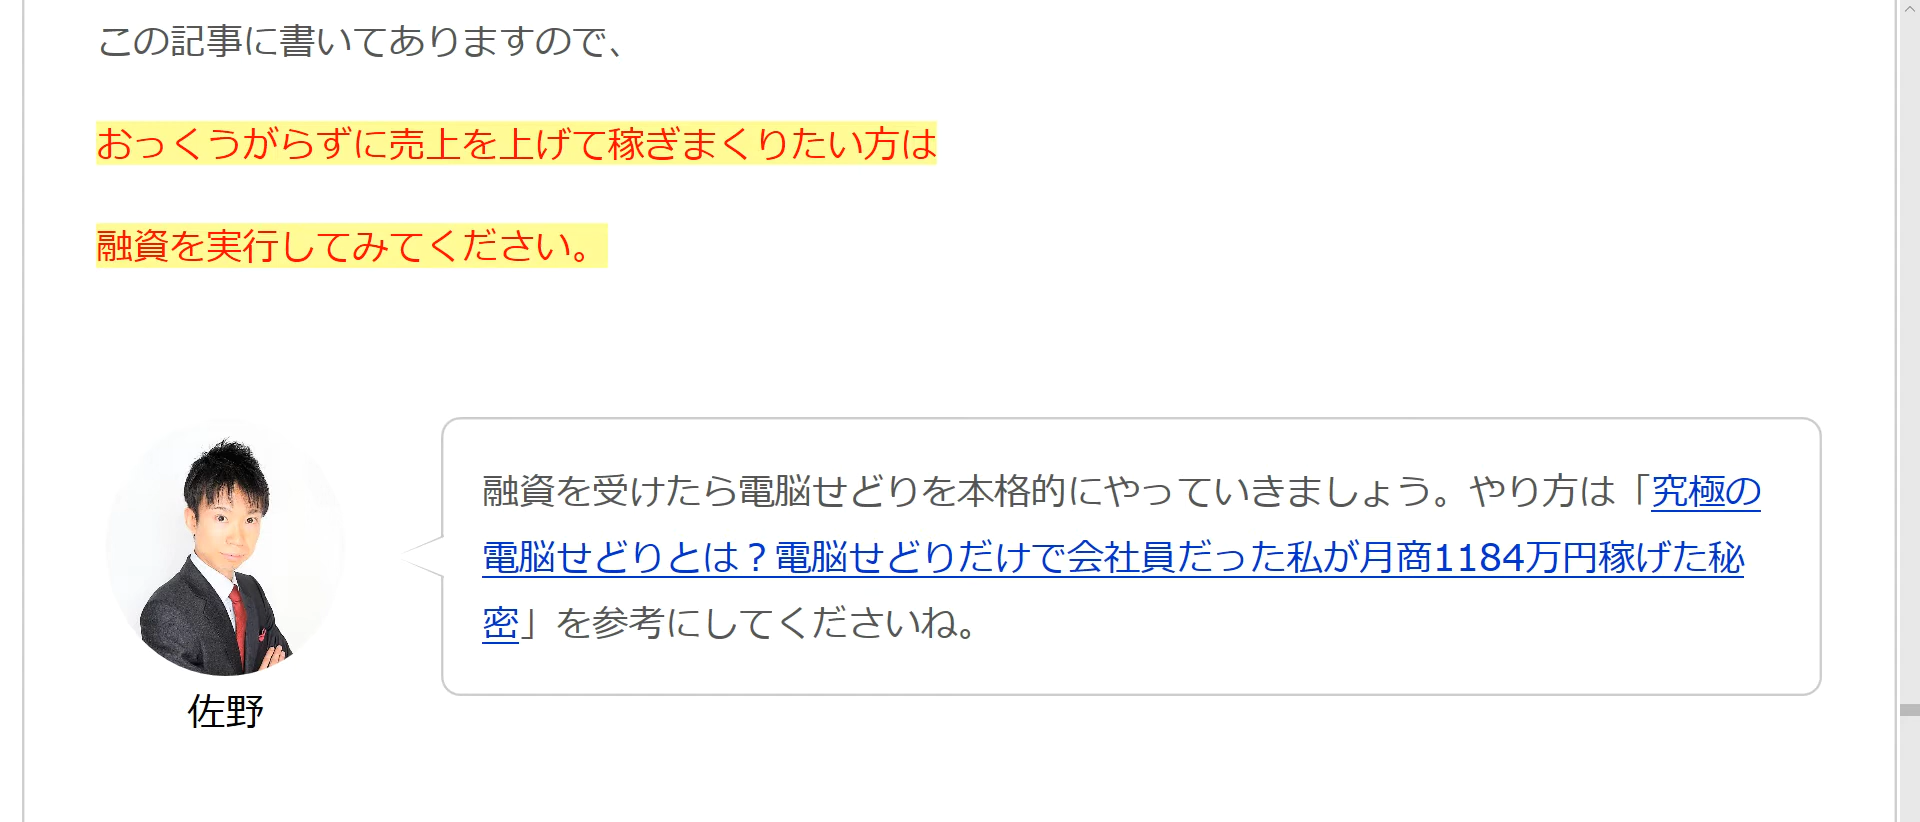 この記事に書いてありますので、
おっくうがらずに売上を上げて稼ぎまくりたい方は
融資を実行してみてください。
融資を受けたら電脳せどりを本格的にやっていきましょう。やり方は「究極の
電脳せどりとは？電脳せどりだけで会社員だった私が月商1184万円稼げた秘
密」を参考にしてくださいね。
佐野